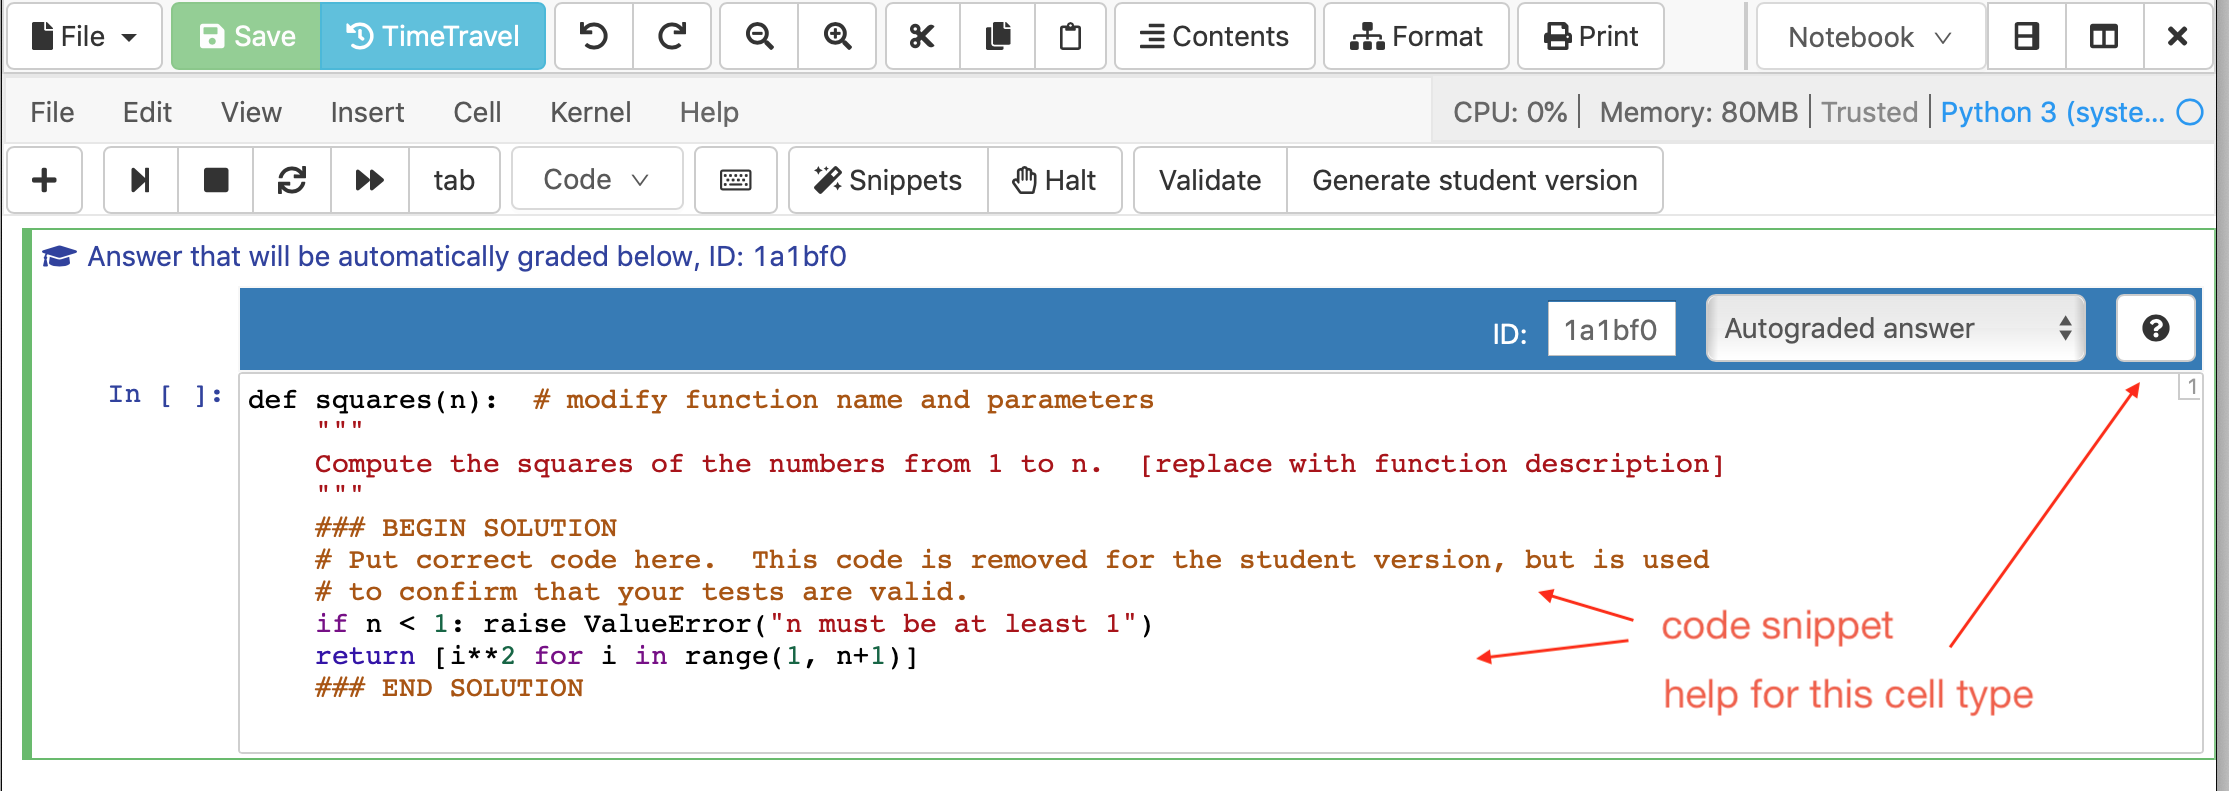 File Save TimeTravel Contents Format Print Notebook
File Edit View Insert Cell Kernel Help CPU: 0% Memory: 80MB Trusted Python 3 (syste...
tab Code Snippets Halt Validate Generate student version
Answer that will be automatically graded below, ID: 1a1bf0
ID: 1a1bf0 Autograded answer
1
In [ ]: def squares(n):  # modify function name and parameters
"""
Compute the squares of the numbers from 1 to n.  [replace with function description]
"""
### BEGIN SOLUTION
# Put correct code here.  This code is removed for the student version, but is used
# to confirm that your tests are valid.
if n < 1: raise ValueError("n must be at least 1")
return [i**2 for i in range(1, n+1)]
### END SOLUTION
code snippet
help for this cell type